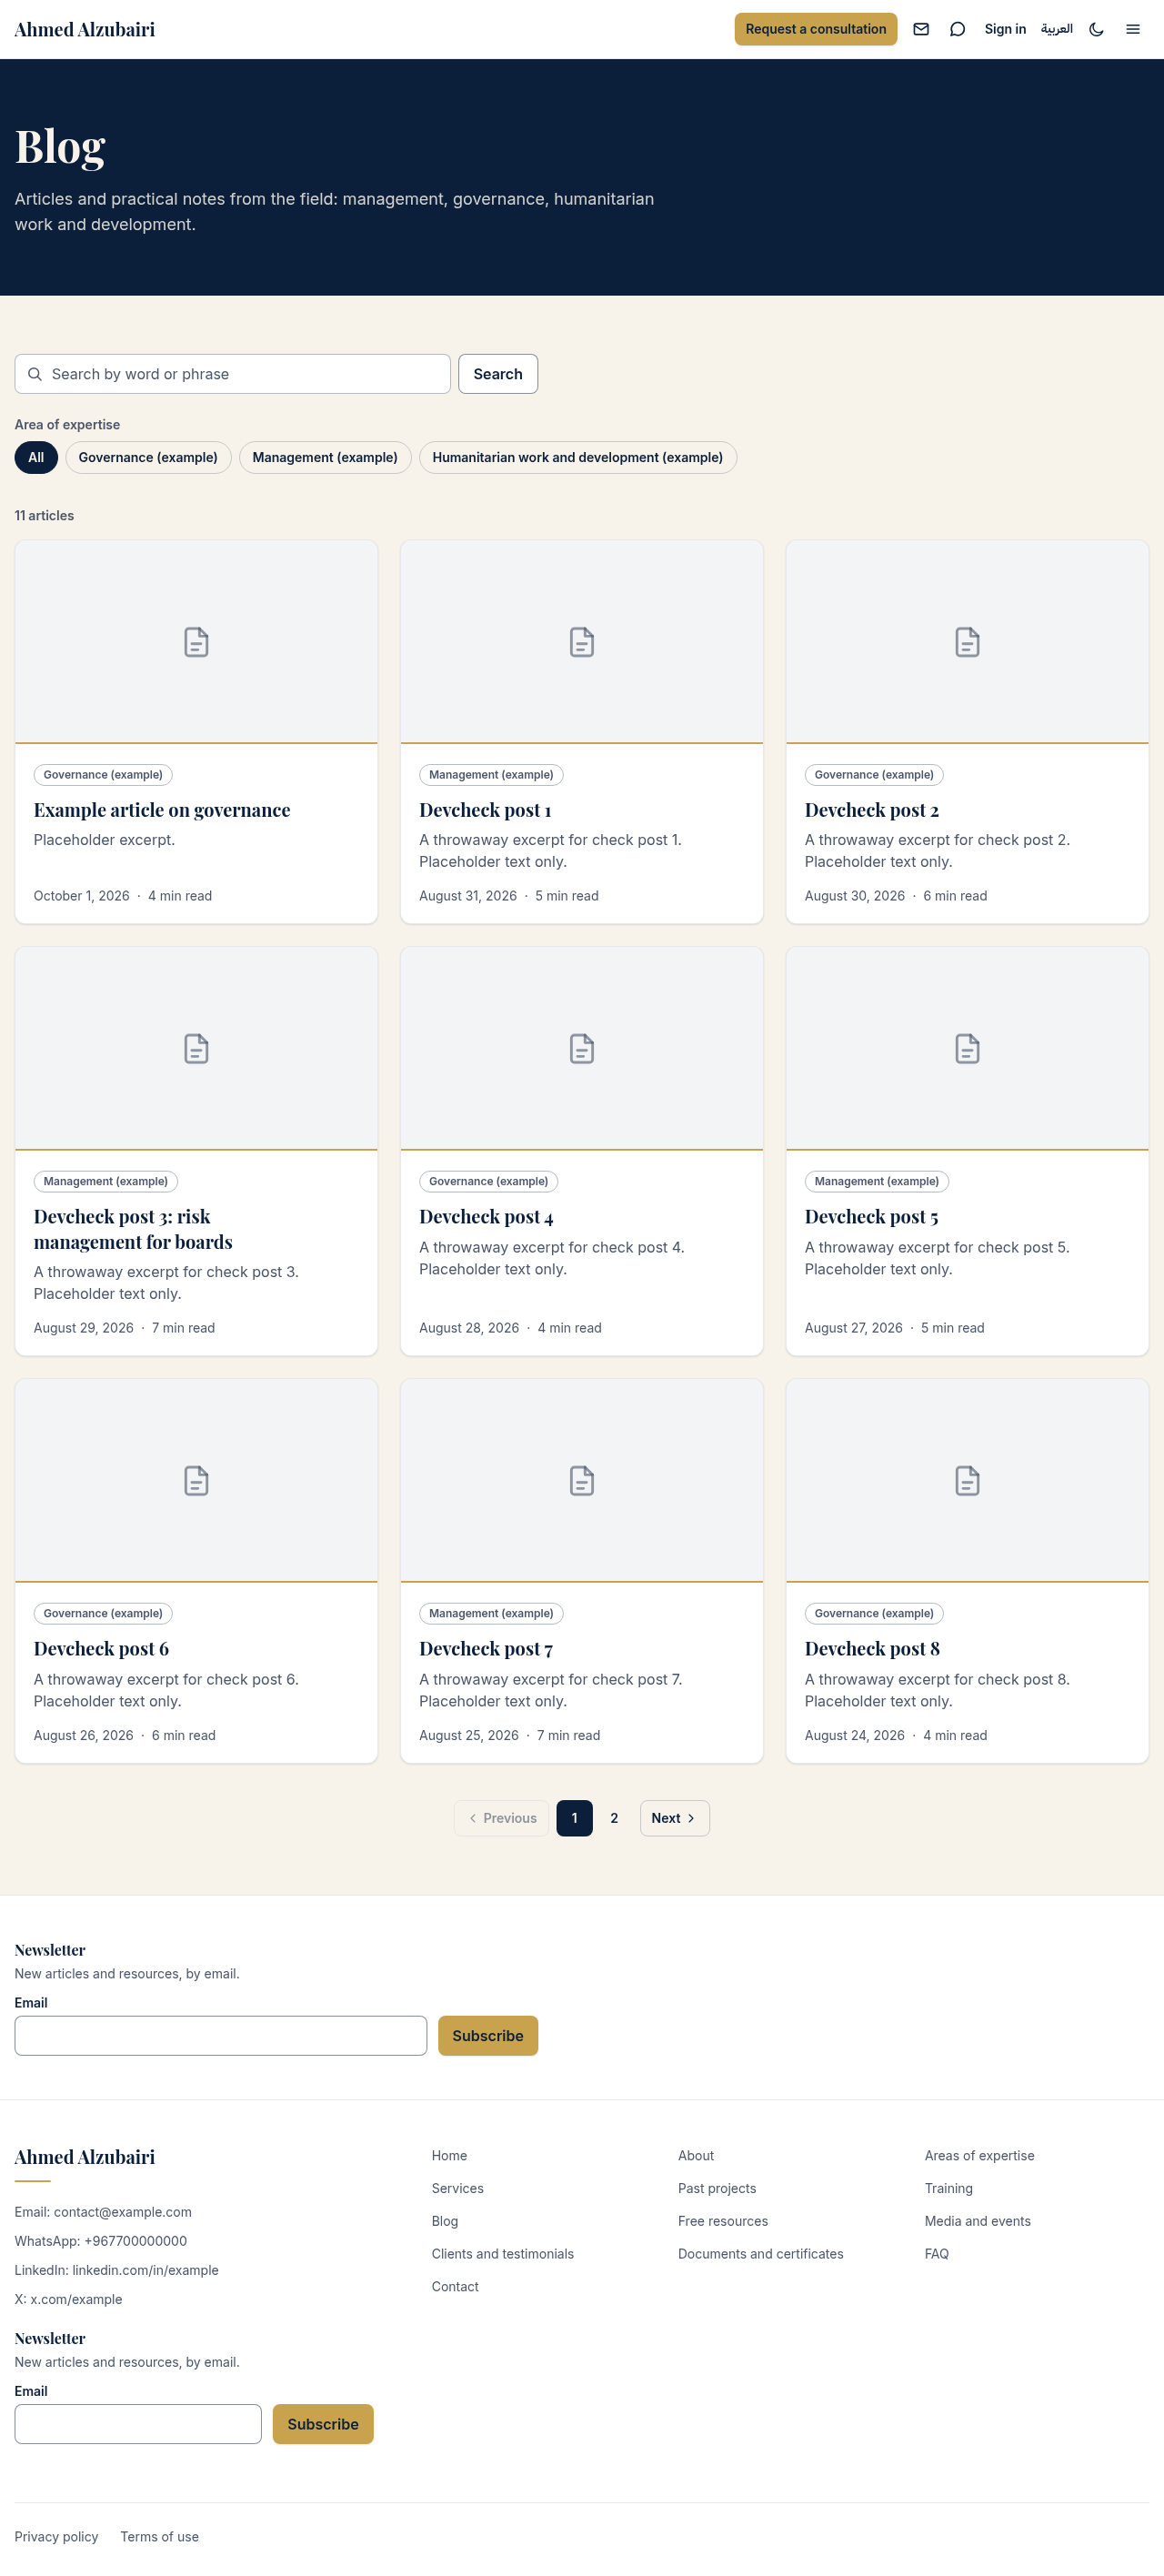 Ahmed Alzubairi
Request a consultation
Sign in
العربية
Blog
Articles and practical notes from the field: management, governance, humanitarian
work and development.
Search by word or phrase
Search
Area of expertise
All
Governance (example)
Management (example)
Humanitarian work and development (example)
11 articles
Governance (example)
Example article on governance
Placeholder excerpt.
October 1, 2026 · 4 min read
Management (example)
Devcheck post 1
A throwaway excerpt for check post 1.
Placeholder text only.
August 31, 2026 · 5 min read
Governance (example)
Devcheck post 2
A throwaway excerpt for check post 2.
Placeholder text only.
August 30, 2026 · 6 min read
Management (example)
Devcheck post 3: risk
management for boards
A throwaway excerpt for check post 3.
Placeholder text only.
August 29, 2026 · 7 min read
Governance (example)
Devcheck post 4
A throwaway excerpt for check post 4.
Placeholder text only.
August 28, 2026 · 4 min read
Management (example)
Devcheck post 5
A throwaway excerpt for check post 5.
Placeholder text only.
August 27, 2026 · 5 min read
Governance (example)
Devcheck post 6
A throwaway excerpt for check post 6.
Placeholder text only.
August 26, 2026 · 6 min read
Management (example)
Devcheck post 7
A throwaway excerpt for check post 7.
Placeholder text only.
August 25, 2026 · 7 min read
Governance (example)
Devcheck post 8
A throwaway excerpt for check post 8.
Placeholder text only.
August 24, 2026 · 4 min read
Previous
1
2
Next
Newsletter
New articles and resources, by email.
Email
Subscribe
Ahmed Alzubairi
Email: contact@example.com
WhatsApp: +967700000000
LinkedIn: linkedin.com/in/example
X: x.com/example
Newsletter
New articles and resources, by email.
Email
Subscribe
Home
About
Areas of expertise
Services
Past projects
Training
Blog
Free resources
Media and events
Clients and testimonials
Documents and certificates
FAQ
Contact
Privacy policy
Terms of use